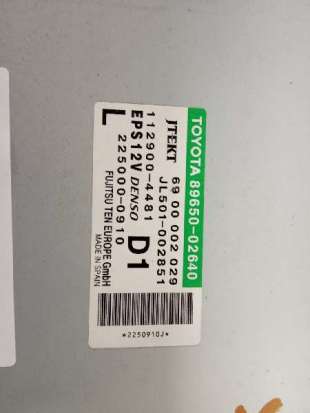 TOYOTA 89650-02640
JTEKT 69 00 002 029
JL501-002851
112900-4481
EPS12V DENSO D1
225000-0910
FUJITSU TEN EUROPE GmbH
MADE IN SPAIN
L
*2250910J*